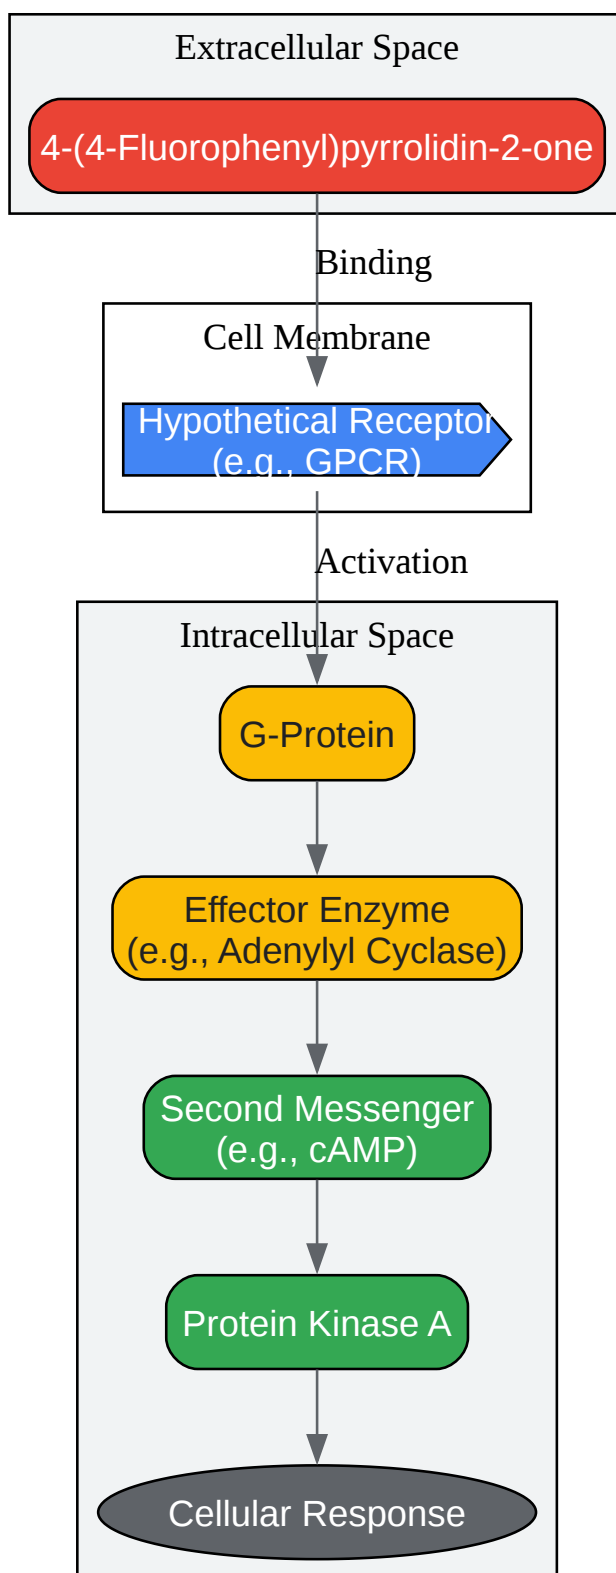 Extracellular Space
4-(4-Fluorophenyl)pyrrolidin-2-one
Binding
Cell Membrane
Hypothetical Receptor
(e.g., GPCR)
Activation
Intracellular Space
G-Protein
Effector Enzyme
(e.g., Adenylyl Cyclase)
Second Messenger
(e.g., cAMP)
Protein Kinase A
Cellular Response